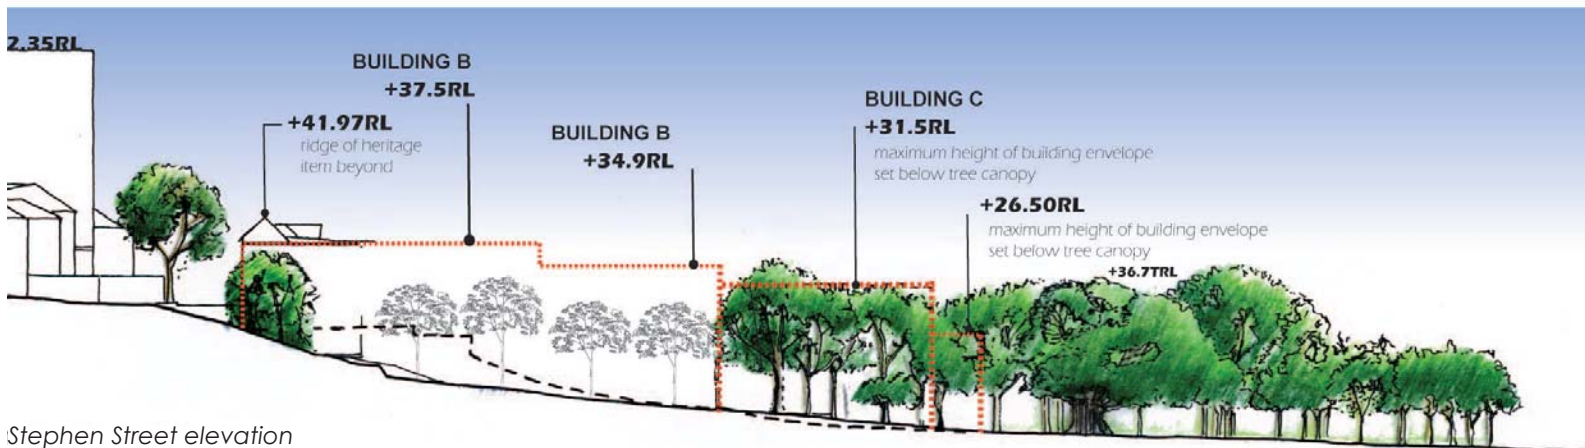 2.35RL
BUILDING B
+37.5RL
+41.97RL
ridge of heritage
item beyond
BUILDING B
+34.9RL
BUILDING C
+31.5RL
maximum height of building envelope
set below tree canopy
+26.50RL
maximum height of building envelope
set below tree canopy
+36.7TRL
Stephen Street elevation